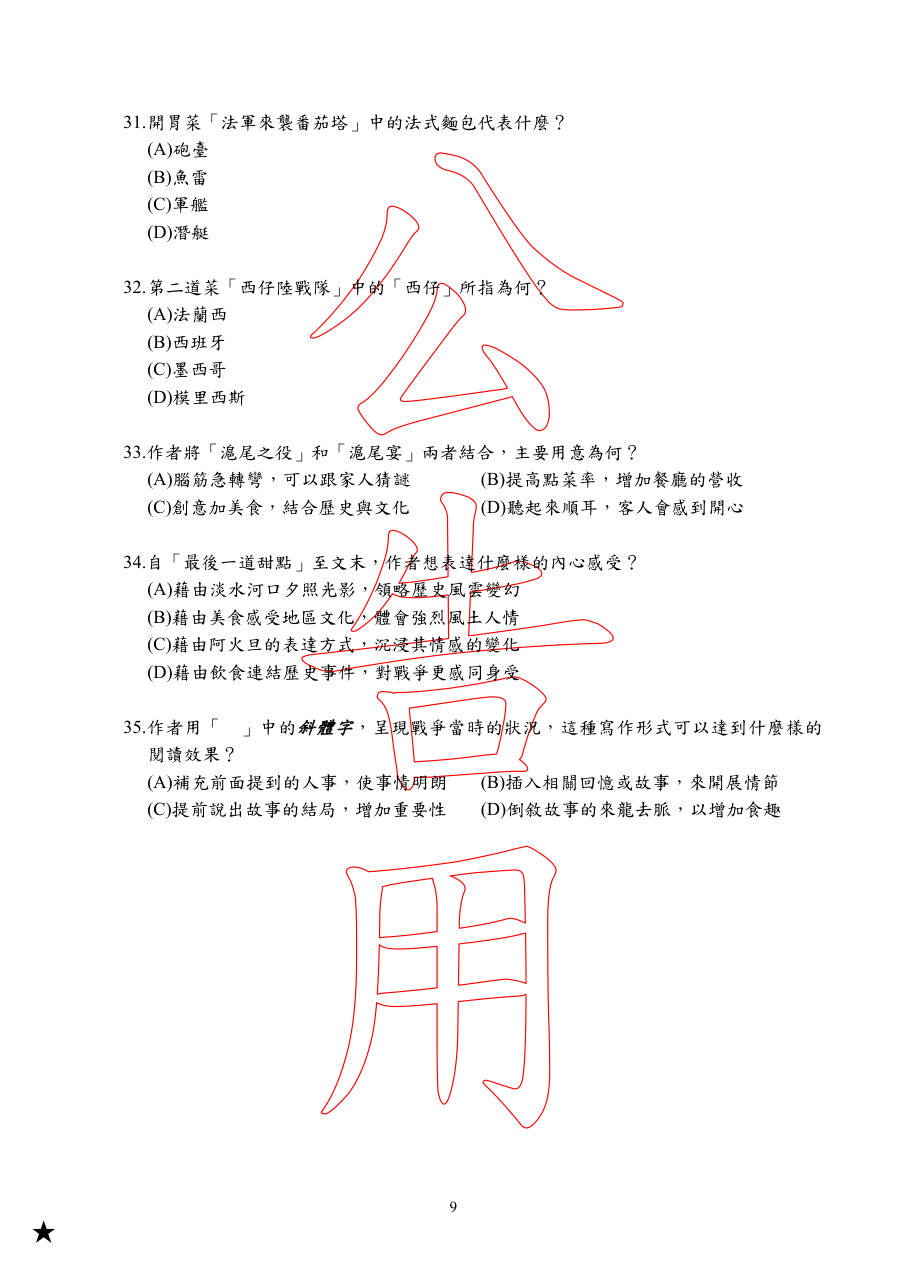 31.開胃菜「法軍來襲番茄塔」中的法式麵包代表什麼？
(A)砲臺
(B)魚雷
(C)軍艦
(D)潛艇
32.第二道菜「西仔陸戰隊」中的「西仔」所指為何？
(A)法蘭西
(B)西班牙
(C)墨西哥
(D)模里西斯
33.作者將「滬尾之役」和「滬尾宴」兩者結合，主要用意為何？
(A)腦筋急轉彎，可以跟家人猜謎 (B)提高點菜率，增加餐廳的營收
(C)創意加美食，結合歷史與文化 (D)聽起來順耳，客人會感到開心
34.自「最後一道甜點」至文末，作者想表達什麼樣的內心感受？
(A)藉由淡水河口夕照光影，領略歷史風雲變幻
(B)藉由美食感受地區文化，體會強烈風土人情
(C)藉由阿火旦的表達方式，沉浸其情感的變化
(D)藉由飲食連結歷史事件，對戰爭更感同身受
35.作者用「　」中的斜體字，呈現戰爭當時的狀況，這種寫作形式可以達到什麼樣的
閱讀效果？
(A)補充前面提到的人事，使事情明朗 (B)插入相關回憶或故事，來開展情節
(C)提前說出故事的結局，增加重要性 (D)倒敘故事的來龍去脈，以增加食趣
公告用
9
★